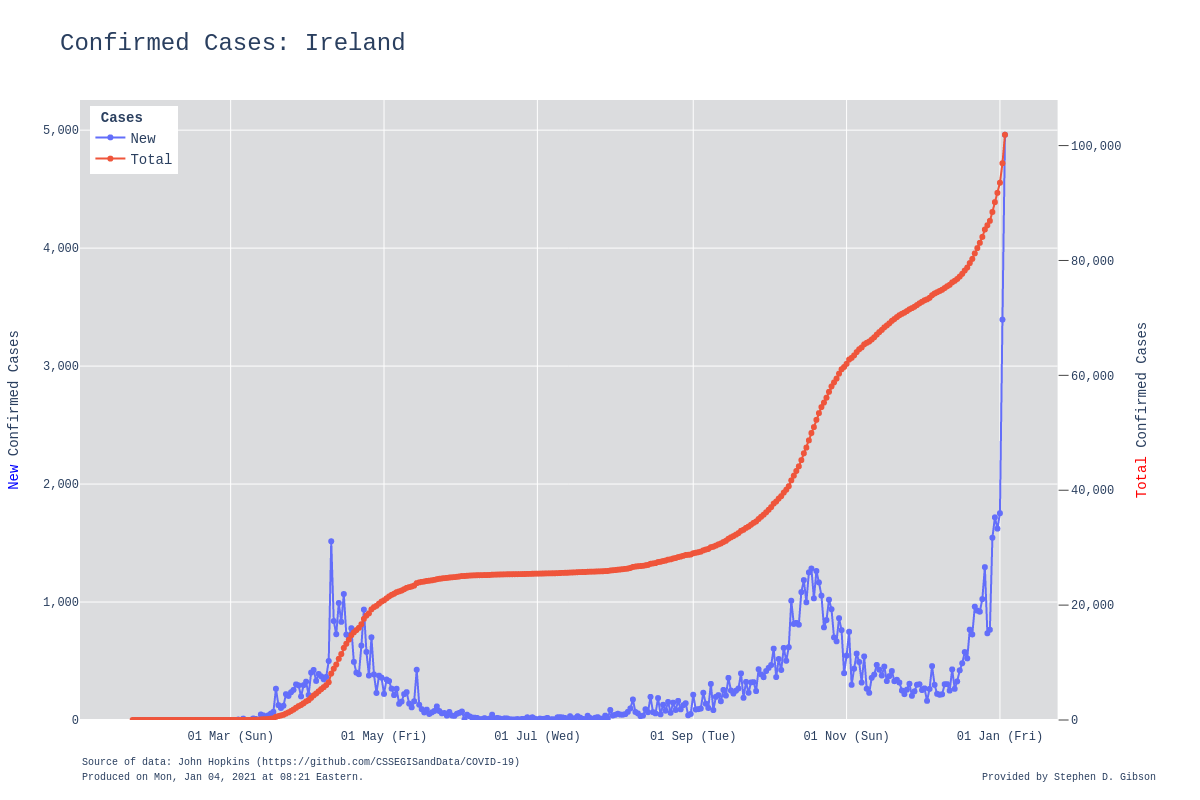 Confirmed Cases: Ireland
Cases
New
Total
5,000
4,000
3,000
2,000
1,000
0
New Confirmed Cases
100,000
80,000
60,000
40,000
20,000
0
Total Confirmed Cases
01 Mar (Sun) 01 May (Fri) 01 Jul (Wed) 01 Sep (Tue) 01 Nov (Sun) 01 Jan (Fri)
Source of data: John Hopkins (https://github.com/CSSEGISandData/COVID-19)
Produced on Mon, Jan 04, 2021 at 08:21 Eastern.
Provided by Stephen D. Gibson